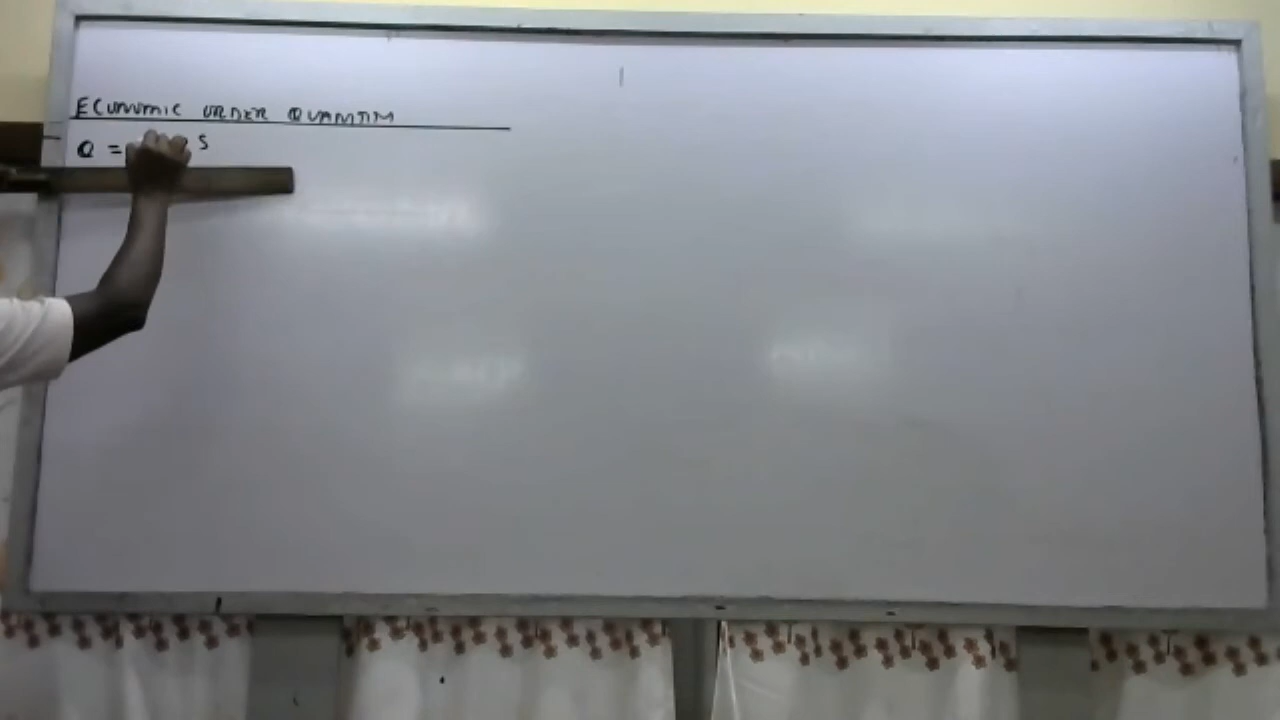 ECONOMIC ORDER QUANTITY
Q = S